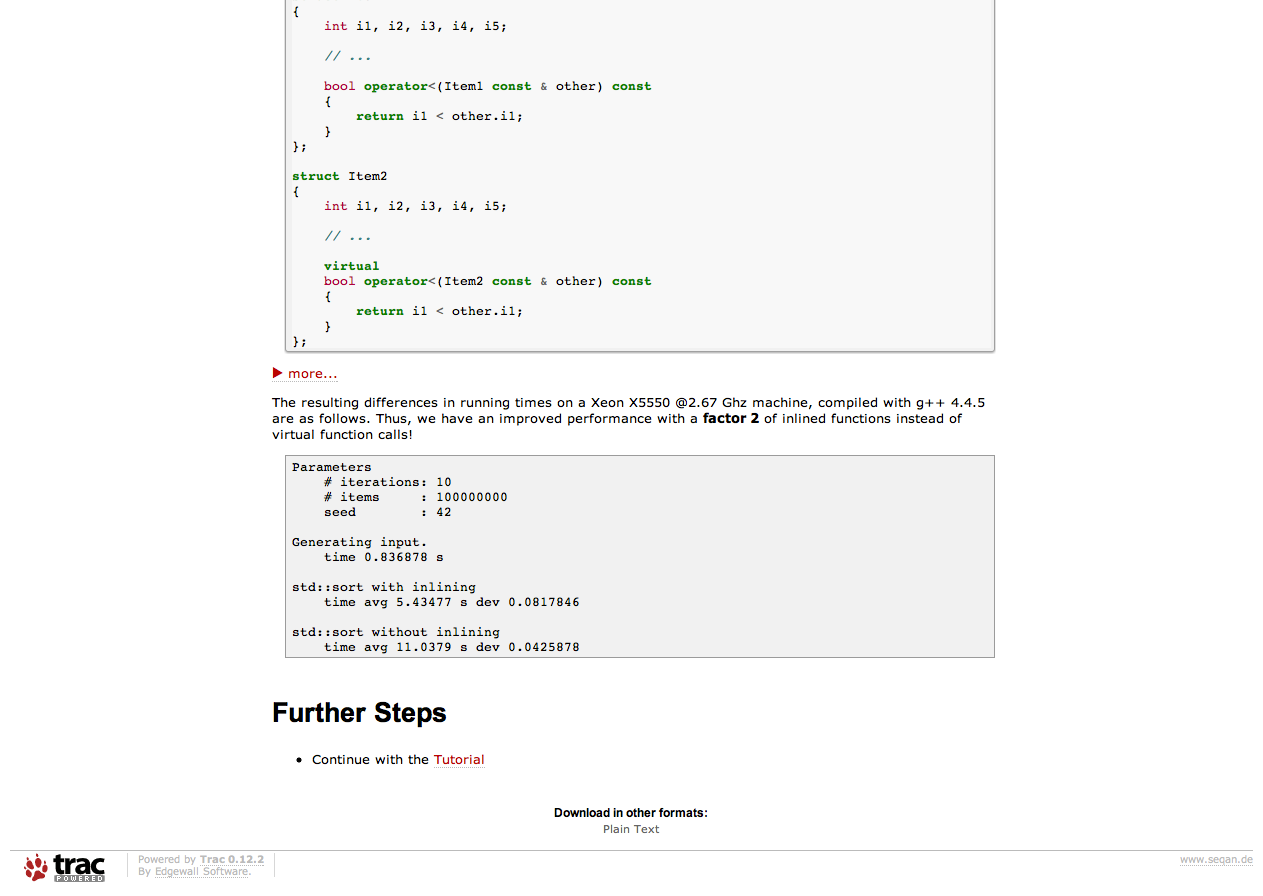 {
    int i1, i2, i3, i4, i5;
    // ...
    bool operator<(Item1 const & other) const
    {
        return i1 < other.i1;
    }
};
struct Item2
{
    int i1, i2, i3, i4, i5;
    // ...
    virtual
    bool operator<(Item2 const & other) const
    {
        return i1 < other.i1;
    }
};
▶ more...
The resulting differences in running times on a Xeon X5550 @2.67 Ghz machine, compiled with g++ 4.4.5
are as follows. Thus, we have an improved performance with a factor 2 of inlined functions instead of
virtual function calls!
Parameters
    # iterations: 10
    # items     : 100000000
    seed        : 42
Generating input.
    time 0.836878 s
std::sort with inlining
    time avg 5.43477 s dev 0.0817846
std::sort without inlining
    time avg 11.0379 s dev 0.0425878
Further Steps
• Continue with the Tutorial
Download in other formats:
Plain Text
trac
POWERED
Powered by Trac 0.12.2
By Edgewall Software.
www.seqan.de